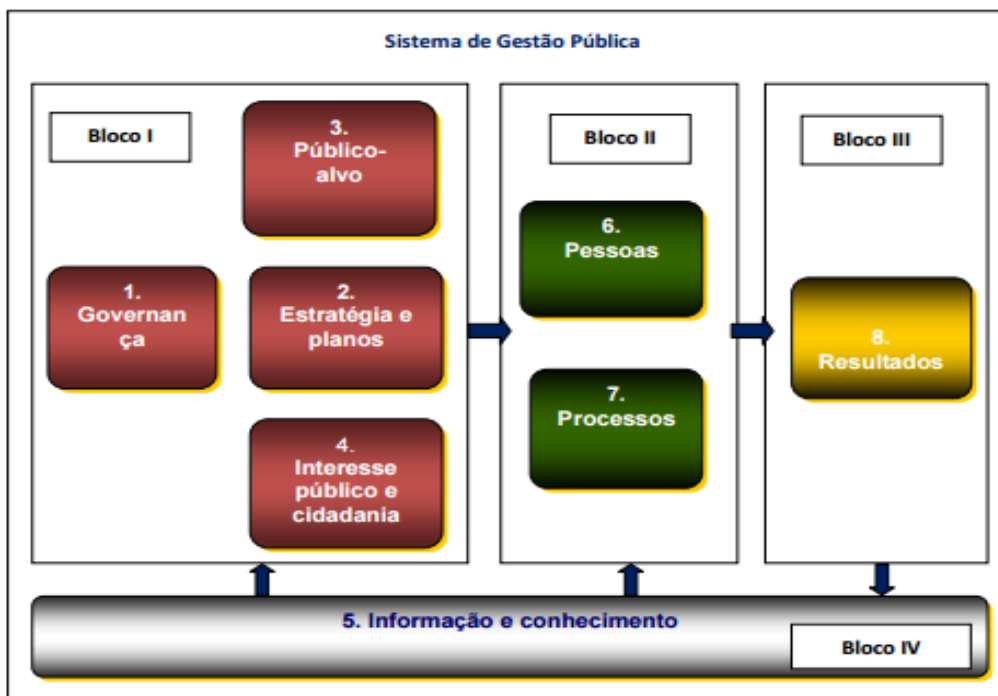 Sistema de Gestão Pública
Bloco I
3.
Público-
alvo
1.
Governan
ça
2.
Estratégia e
planos
4.
Interesse
público e
cidadania
Bloco II
6.
Pessoas
7.
Processos
Bloco III
8.
Resultados
5. Informação e conhecimento
Bloco IV